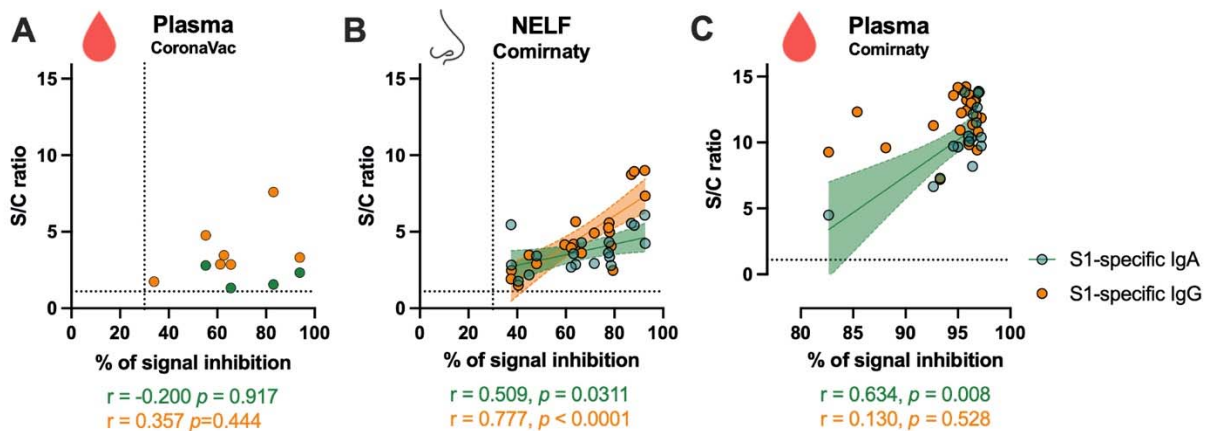 A
Plasma
CoronaVac
S/C ratio
15
10
5
0
0 20 40 60 80 100
% of signal inhibition
r = -0.200 p = 0.917
r = 0.357 p=0.444
B
NELF
Comirnaty
S/C ratio
15
10
5
0
0 20 40 60 80 100
% of signal inhibition
r = 0.509, p = 0.0311
r = 0.777, p < 0.0001
C
Plasma
Comirnaty
S/C ratio
15
10
5
0
80 85 90 95 100
% of signal inhibition
r = 0.634, p = 0.008
r = 0.130, p = 0.528
S1-specific IgA
S1-specific IgG